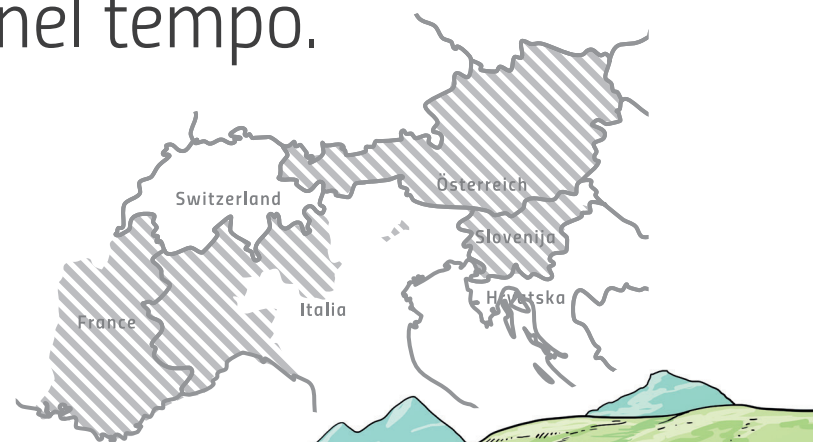 nel tempo.
Österreich
Switzerland
Slovenija
Hrvatska
Italia
France